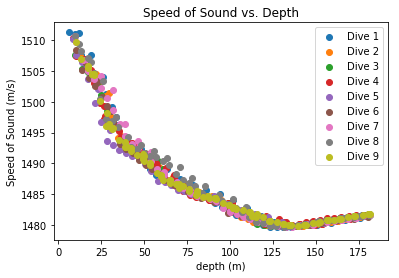 Speed of Sound vs. Depth
Speed of Sound (m/s)
1510
1505
1500
1495
1490
1485
1480
Dive 1
Dive 2
Dive 3
Dive 4
Dive 5
Dive 6
Dive 7
Dive 8
Dive 9
0 25 50 75 100 125 150 175
depth (m)